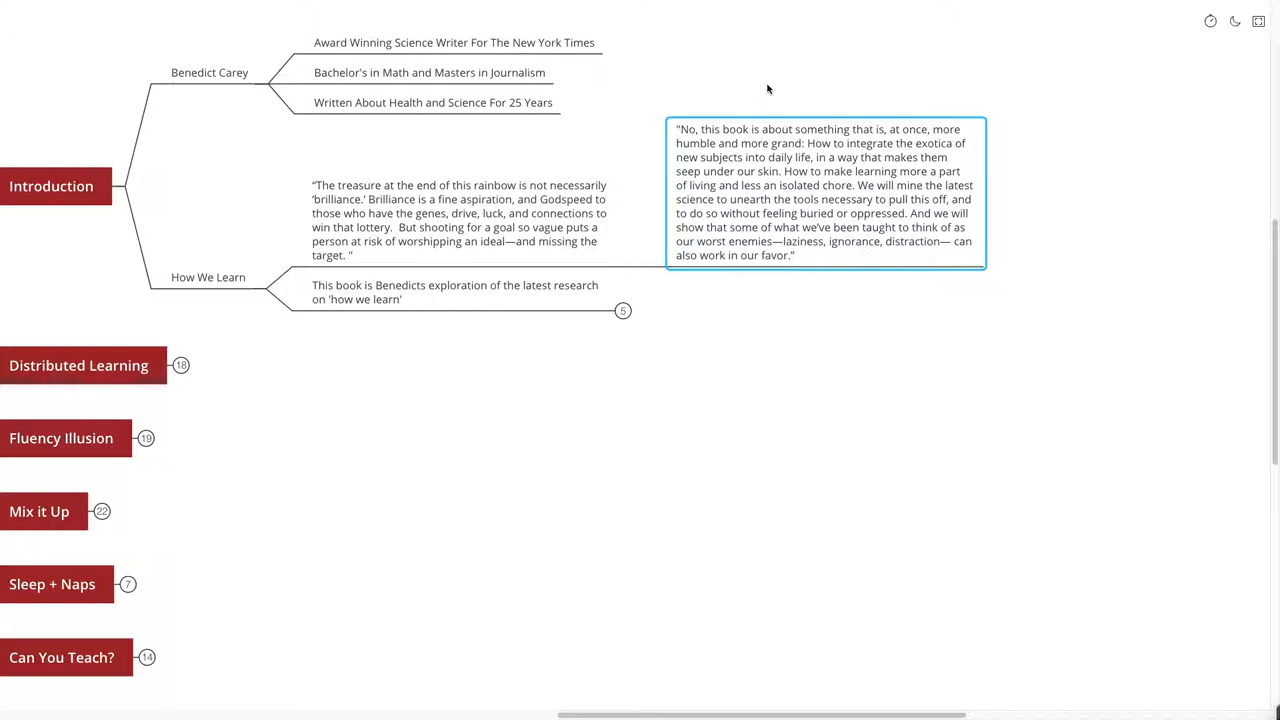 Award Winning Science Writer For The New York Times
Benedict Carey
Bachelor's in Math and Masters in Journalism
Written About Health and Science For 25 Years
Introduction
“The treasure at the end of this rainbow is not necessarily
‘brilliance.’ Brilliance is a fine aspiration, and Godspeed to
those who have the genes, drive, luck, and connections to
win that lottery.  But shooting for a goal so vague puts a
person at risk of worshipping an ideal—and missing the
target. "
"No, this book is about something that is, at once, more
humble and more grand: How to integrate the exotica of
new subjects into daily life, in a way that makes them
seep under our skin. How to make learning more a part
of living and less an isolated chore. We will mine the latest
science to unearth the tools necessary to pull this off, and
to do so without feeling buried or oppressed. And we will
show that some of what we’ve been taught to think of as
our worst enemies—laziness, ignorance, distraction— can
also work in our favor.”
How We Learn
This book is Benedicts exploration of the latest research
on 'how we learn'
5
Distributed Learning
18
Fluency Illusion
19
Mix it Up
22
Sleep + Naps
7
Can You Teach?
14